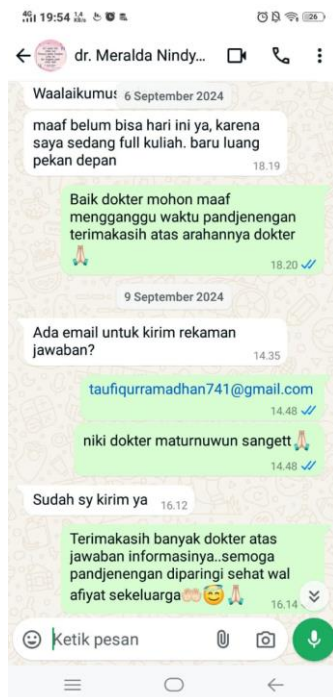 19:54
26
dr. Meralda Nindy...
Waalaikumus
6 September 2024
maaf belum bisa hari ini ya, karena
saya sedang full kuliah. baru luang
pekan depan
18.19
Baik dokter mohon maaf
mengganggu waktu pandjenengan
terimakasih atas arahannya dokter
18.20
9 September 2024
Ada email untuk kirim rekaman
jawaban?
14.35
taufiqurramadhan741@gmail.com
14.48
niki dokter maturnuwun sangett
14.48
Sudah sy kirim ya
16.12
Terimakasih banyak dokter atas
jawaban informasinya..semoga
pandjenengan diparingi sehat wal
afiyat sekeluarga
16.14
Ketik pesan